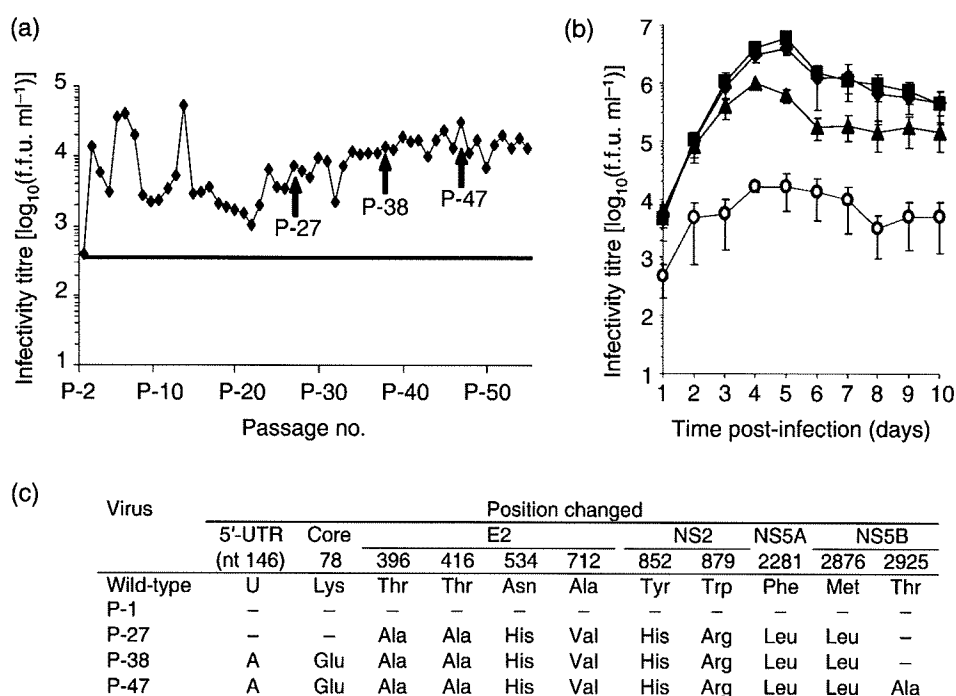 (a)
Infectivity titre [log10(f.f.u. ml−1)]
5
4
3
2
1
P-27
P-38
P-47
P-2 P-10 P-20 P-30 P-40 P-50
Passage no.
(b)
Infectivity titre [log10(f.f.u. ml−1)]
7
6
5
4
3
2
1
1 2 3 4 5 6 7 8 9 10
Time post-infection (days)
(c)
Virus Position changed
5′-UTR Core E2 NS2 NS5A NS5B
(nt 146) 78 396 416 534 712 852 879 2281 2876 2925
Wild-type U Lys Thr Thr Asn Ala Tyr Trp Phe Met Thr
P-1 – – – – – – – – – – –
P-27 – – Ala Ala His Val His Arg Leu Leu –
P-38 A Glu Ala Ala His Val His Arg Leu Leu –
P-47 A Glu Ala Ala His Val His Arg Leu Leu Ala